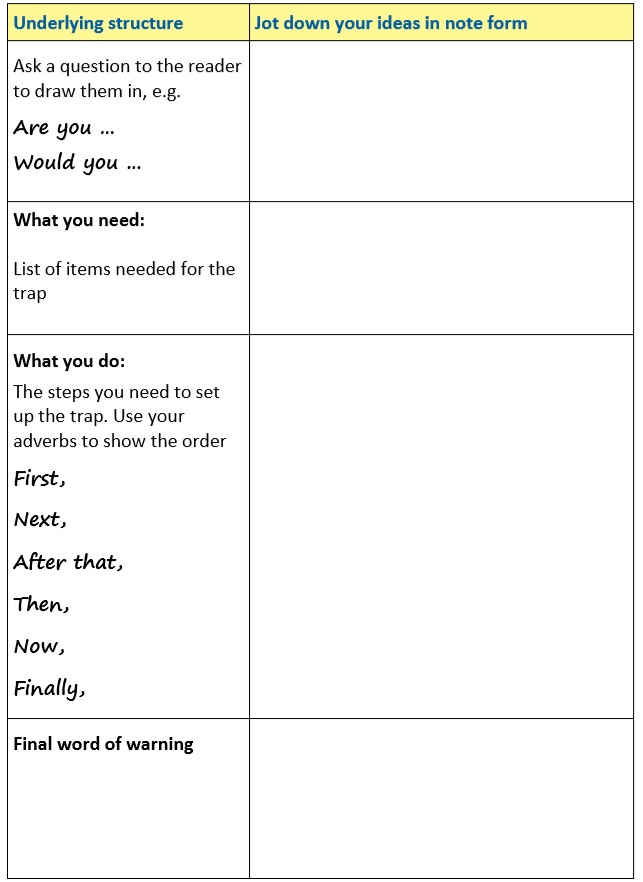 Underlying structure
Jot down your ideas in note form
Ask a question to the reader
to draw them in, e.g.
Are you ...
Would you ...
What you need:
List of items needed for the
trap
What you do:
The steps you need to set
up the trap. Use your
adverbs to show the order
First,
Next,
After that,
Then,
Now,
Finally,
Final word of warning